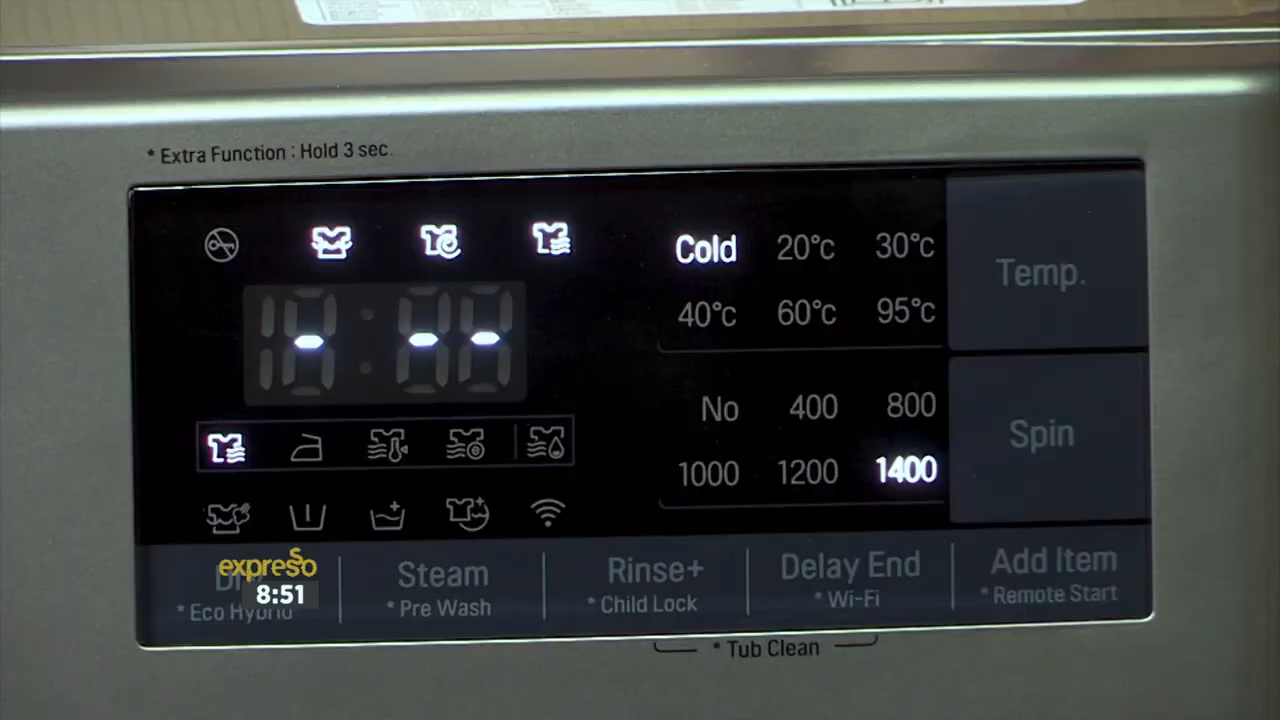 * Extra Function : Hold 3 sec.
Cold 20°c 30°c
40°c 60°c 95°c
Temp.
No 400 800
1000 1200 1400
Spin
expresso
8:51
* Eco Hybrid
Steam
* Pre Wash
Rinse+
* Child Lock
Delay End
* Wi-Fi
Add Item
* Remote Start
* Tub Clean